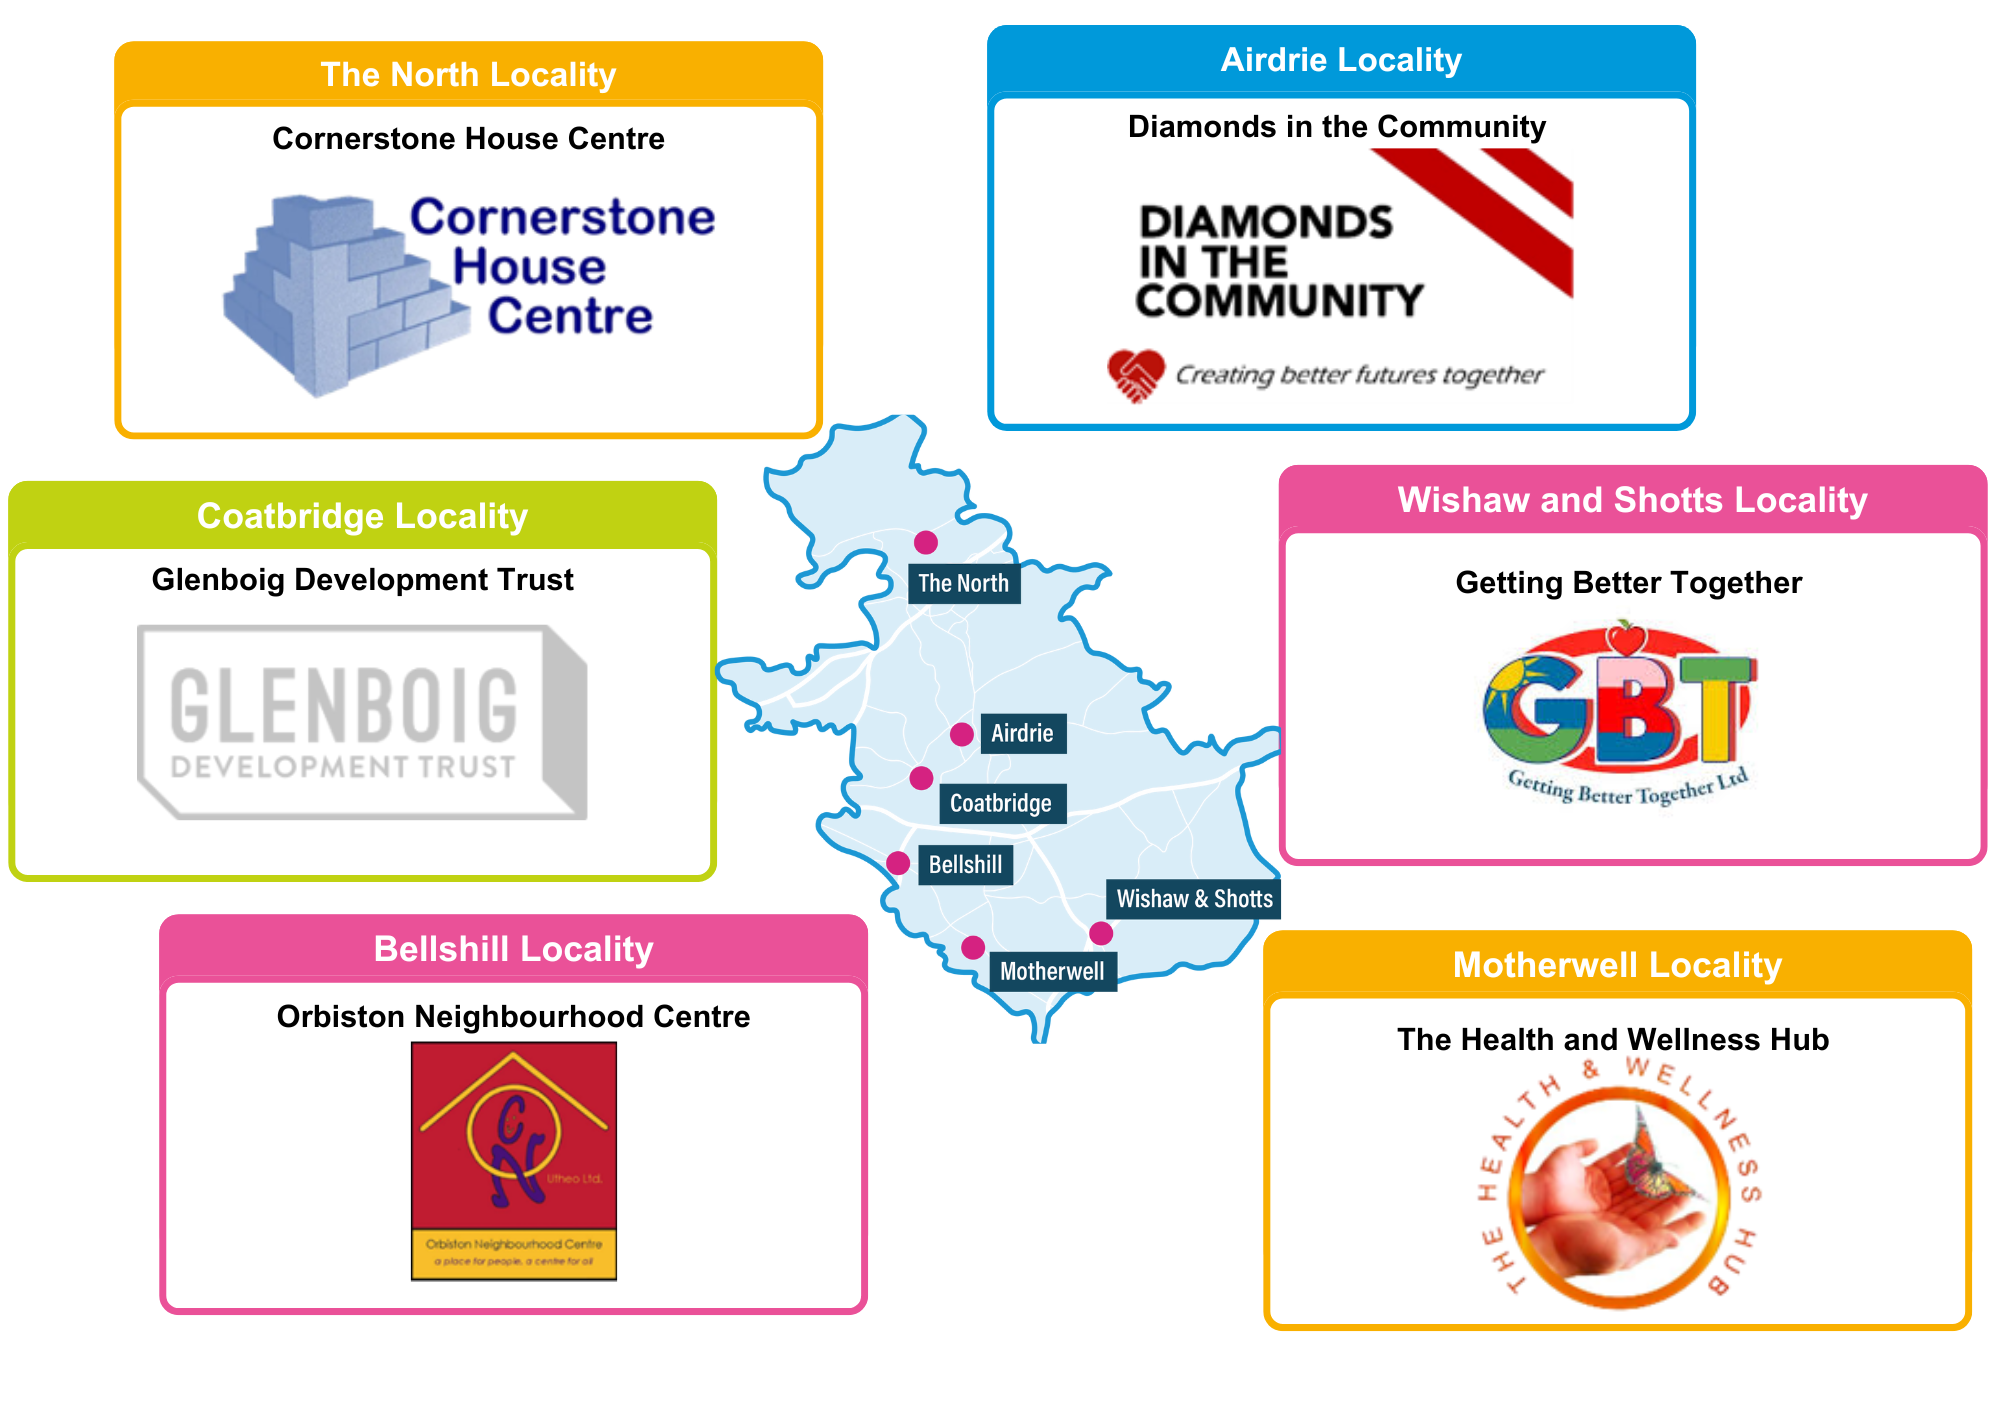 The North Locality
Cornerstone House Centre
Cornerstone
House
Centre
Airdrie Locality
Diamonds in the Community
DIAMONDS
IN THE
COMMUNITY
Creating better futures together
Coatbridge Locality
Glenboig Development Trust
GLENBOIG
DEVELOPMENT TRUST
Wishaw and Shotts Locality
Getting Better Together
GBT
Getting Better Together Ltd
The North
Airdrie
Coatbridge
Bellshill
Wishaw & Shotts
Motherwell
Bellshill Locality
Orbiston Neighbourhood Centre
Utheo Ltd.
Orbiston Neighbourhood Centre
a place for people, a centre for all
Motherwell Locality
The Health and Wellness Hub
THE HEALTH & WELLNESS HUB